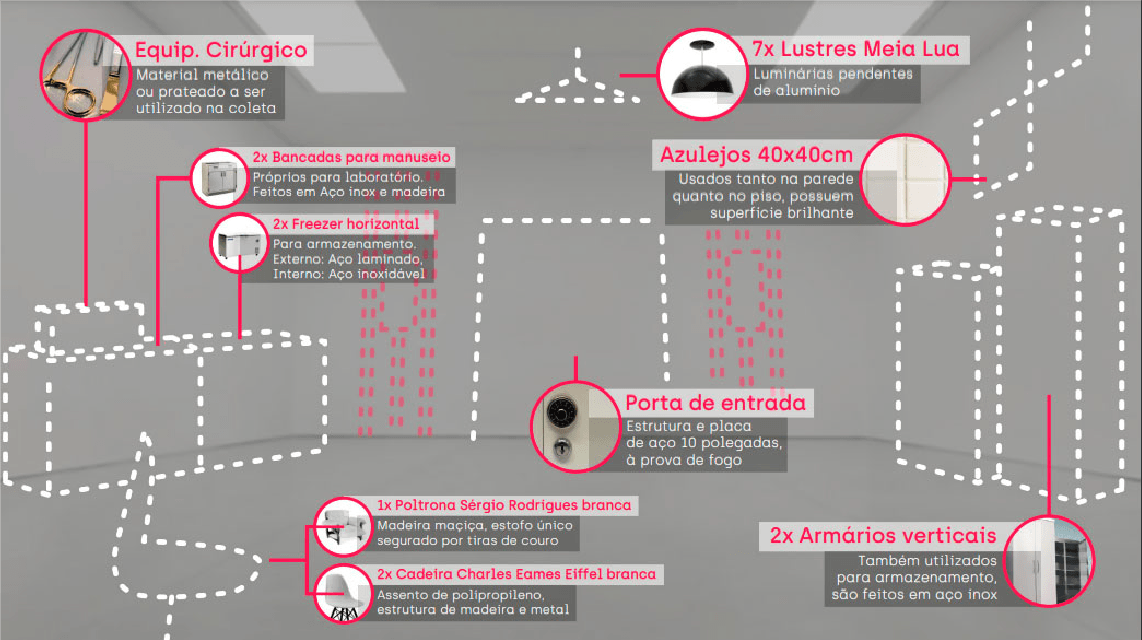 Equip. Cirúrgico
Material metálico
ou prateado a ser
utilizado na coleta
7x Lustres Meia Lua
Luminárias pendentes
de alumínio
2x Bancadas para manuseio
Próprios para laboratório.
Feitos em Aço inox e madeira
Azulejos 40x40cm
Usados tanto na parede
quanto no piso, possuem
superfície brilhante
2x Freezer horizontal
Para armazenamento.
Externo: Aço laminado,
Interno: Aço inoxidável
Porta de entrada
Estrutura e placa
de aço 10 polegadas,
à prova de fogo
1x Poltrona Sérgio Rodrigues branca
Madeira maçiça, estofo único
segurado por tiras de couro
2x Cadeira Charles Eames Eiffel branca
Assento de polipropileno,
estrutura de madeira e metal
2x Armários verticais
Também utilizados
para armazenamento,
são feitos em aço inox